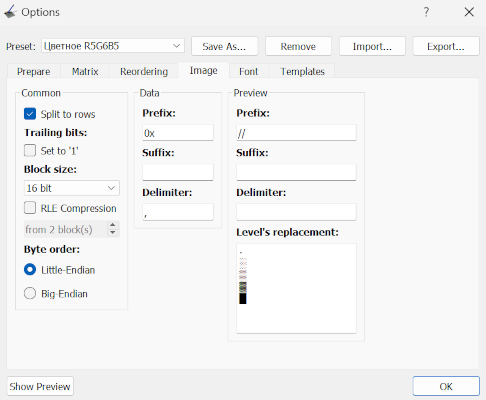 Options
Preset: Цветное R5G6B5 Save As... Remove Import... Export...
Prepare Matrix Reordering Image Font Templates
Common
Split to rows
Trailing bits:
Set to '1'
Block size:
16 bit
RLE Compression
from 2 block(s)
Byte order:
Little-Endian
Big-Endian
Data
Prefix:
0x
Suffix:
Delimiter:
,
Preview
Prefix:
//
Suffix:
Delimiter:
Level's replacement:
.
░
▒
▓
█
Show Preview OK